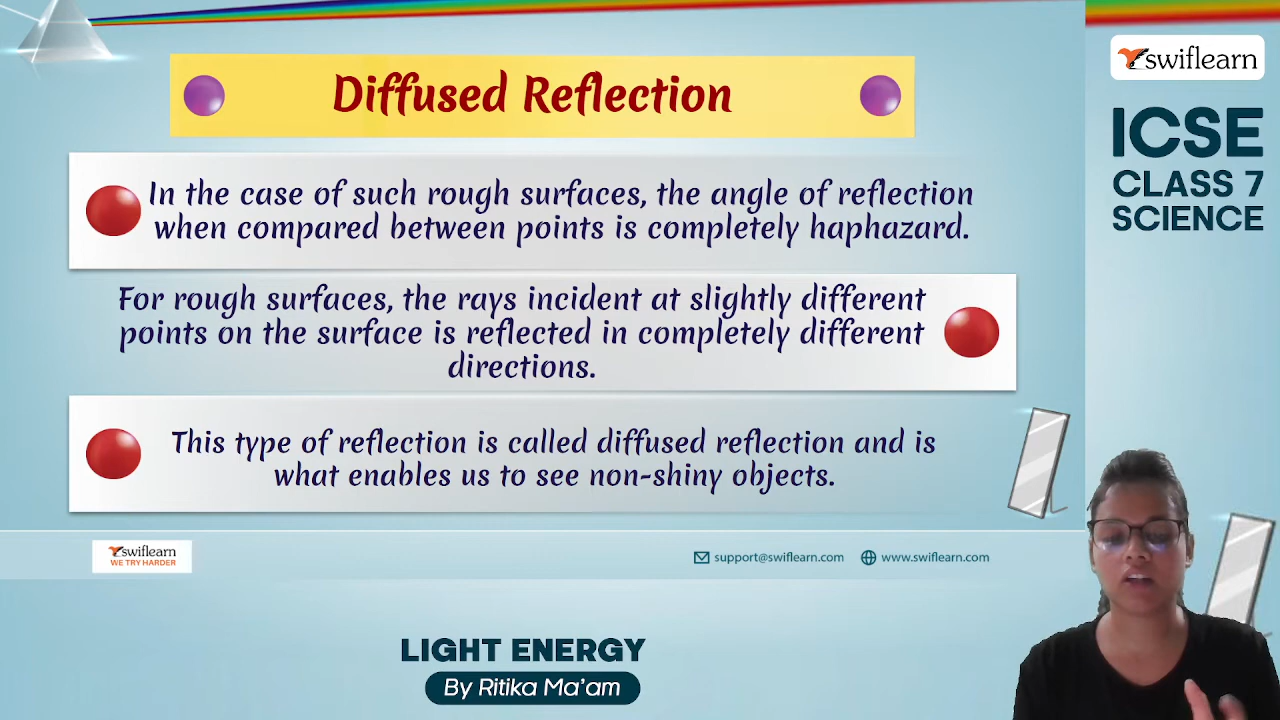 Diffused Reflection
In the case of such rough surfaces, the angle of reflection
when compared between points is completely haphazard.
For rough surfaces, the rays incident at slightly different
points on the surface is reflected in completely different
directions.
This type of reflection is called diffused reflection and is
what enables us to see non-shiny objects.
swiflearn
WE TRY HARDER
support@swiflearn.com
www.swiflearn.com
LIGHT ENERGY
By Ritika Ma'am
swiflearn
ICSE
CLASS 7
SCIENCE